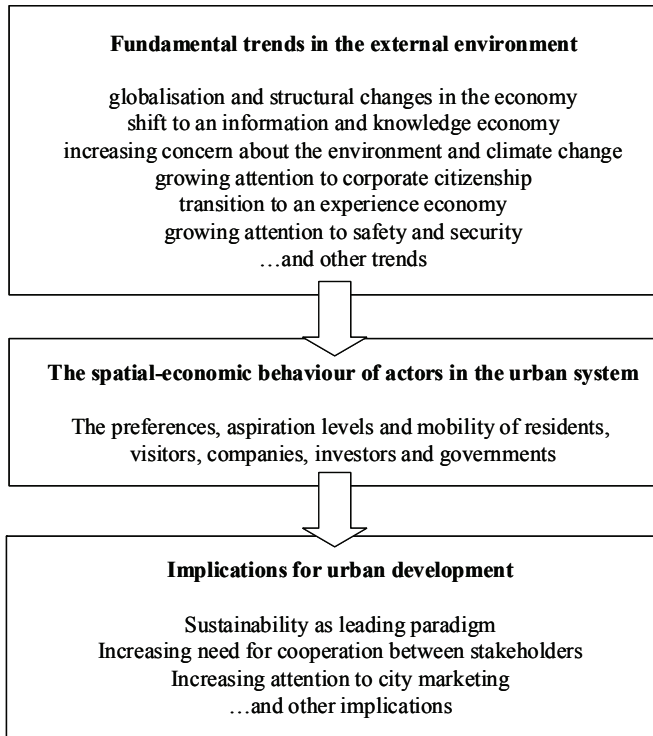 Fundamental trends in the external environment
globalisation and structural changes in the economy
shift to an information and knowledge economy
increasing concern about the environment and climate change
growing attention to corporate citizenship
transition to an experience economy
growing attention to safety and security
…and other trends
The spatial-economic behaviour of actors in the urban system
The preferences, aspiration levels and mobility of residents,
visitors, companies, investors and governments
Implications for urban development
Sustainability as leading paradigm
Increasing need for cooperation between stakeholders
Increasing attention to city marketing
…and other implications